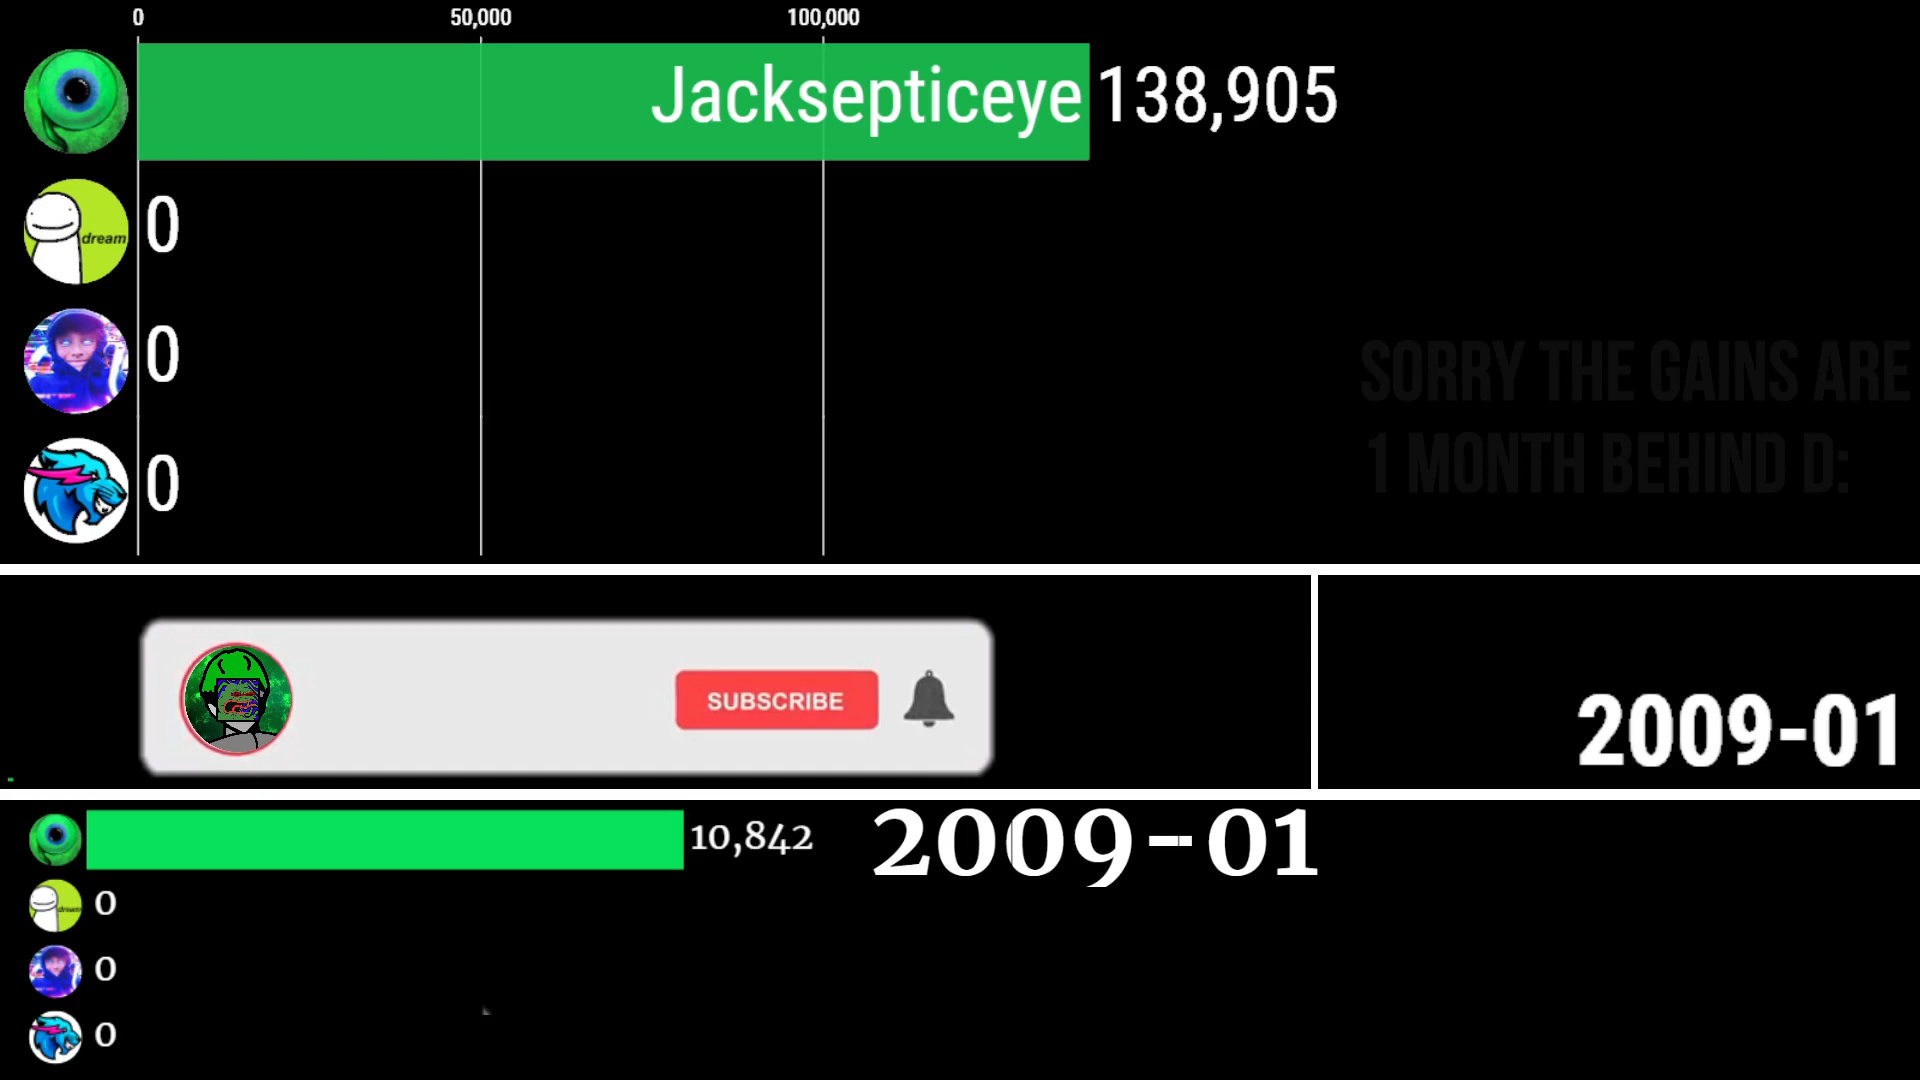 0 50,000 100,000
Jacksepticeye 138,905
dream 0
0
0
SORRY THE GAINS ARE
1 MONTH BEHIND D:
SUBSCRIBE
2009-01
10,842 2009-01
dream 0
0
0